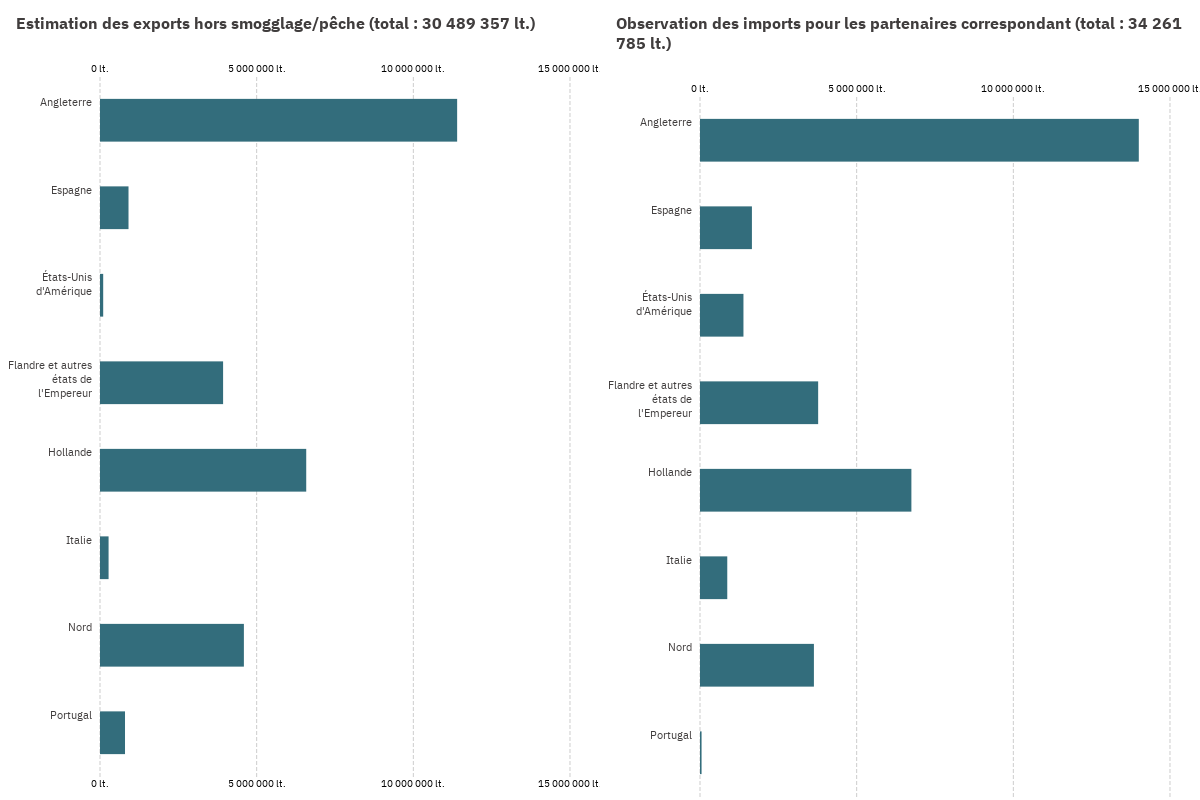 Estimation des exports hors smogglage/pêche (total : 30 489 357 lt.)
0 lt.
5 000 000 lt.
10 000 000 lt.
15 000 000 lt
Angleterre
Espagne
États-Unis
d'Amérique
Flandre et autres
états de
l'Empereur
Hollande
Italie
Nord
Portugal
0 lt.
5 000 000 lt.
10 000 000 lt.
15 000 000 lt
Observation des imports pour les partenaires correspondant (total : 34 261
785 lt.)
0 lt.
5 000 000 lt.
10 000 000 lt.
15 000 000 lt
Angleterre
Espagne
États-Unis
d'Amérique
Flandre et autres
états de
l'Empereur
Hollande
Italie
Nord
Portugal